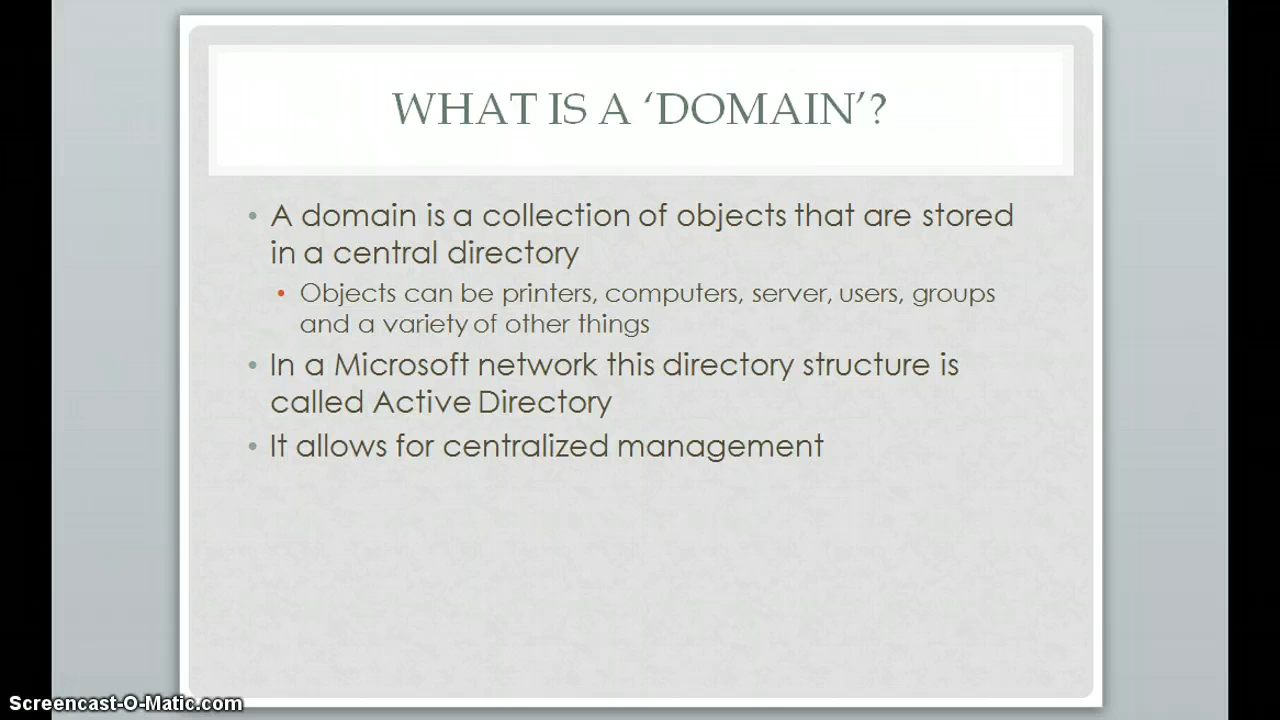 WHAT IS A ‘DOMAIN’?
• A domain is a collection of objects that are stored
in a central directory
• Objects can be printers, computers, server, users, groups
and a variety of other things
• In a Microsoft network this directory structure is
called Active Directory
• It allows for centralized management
Screencast-O-Matic.com